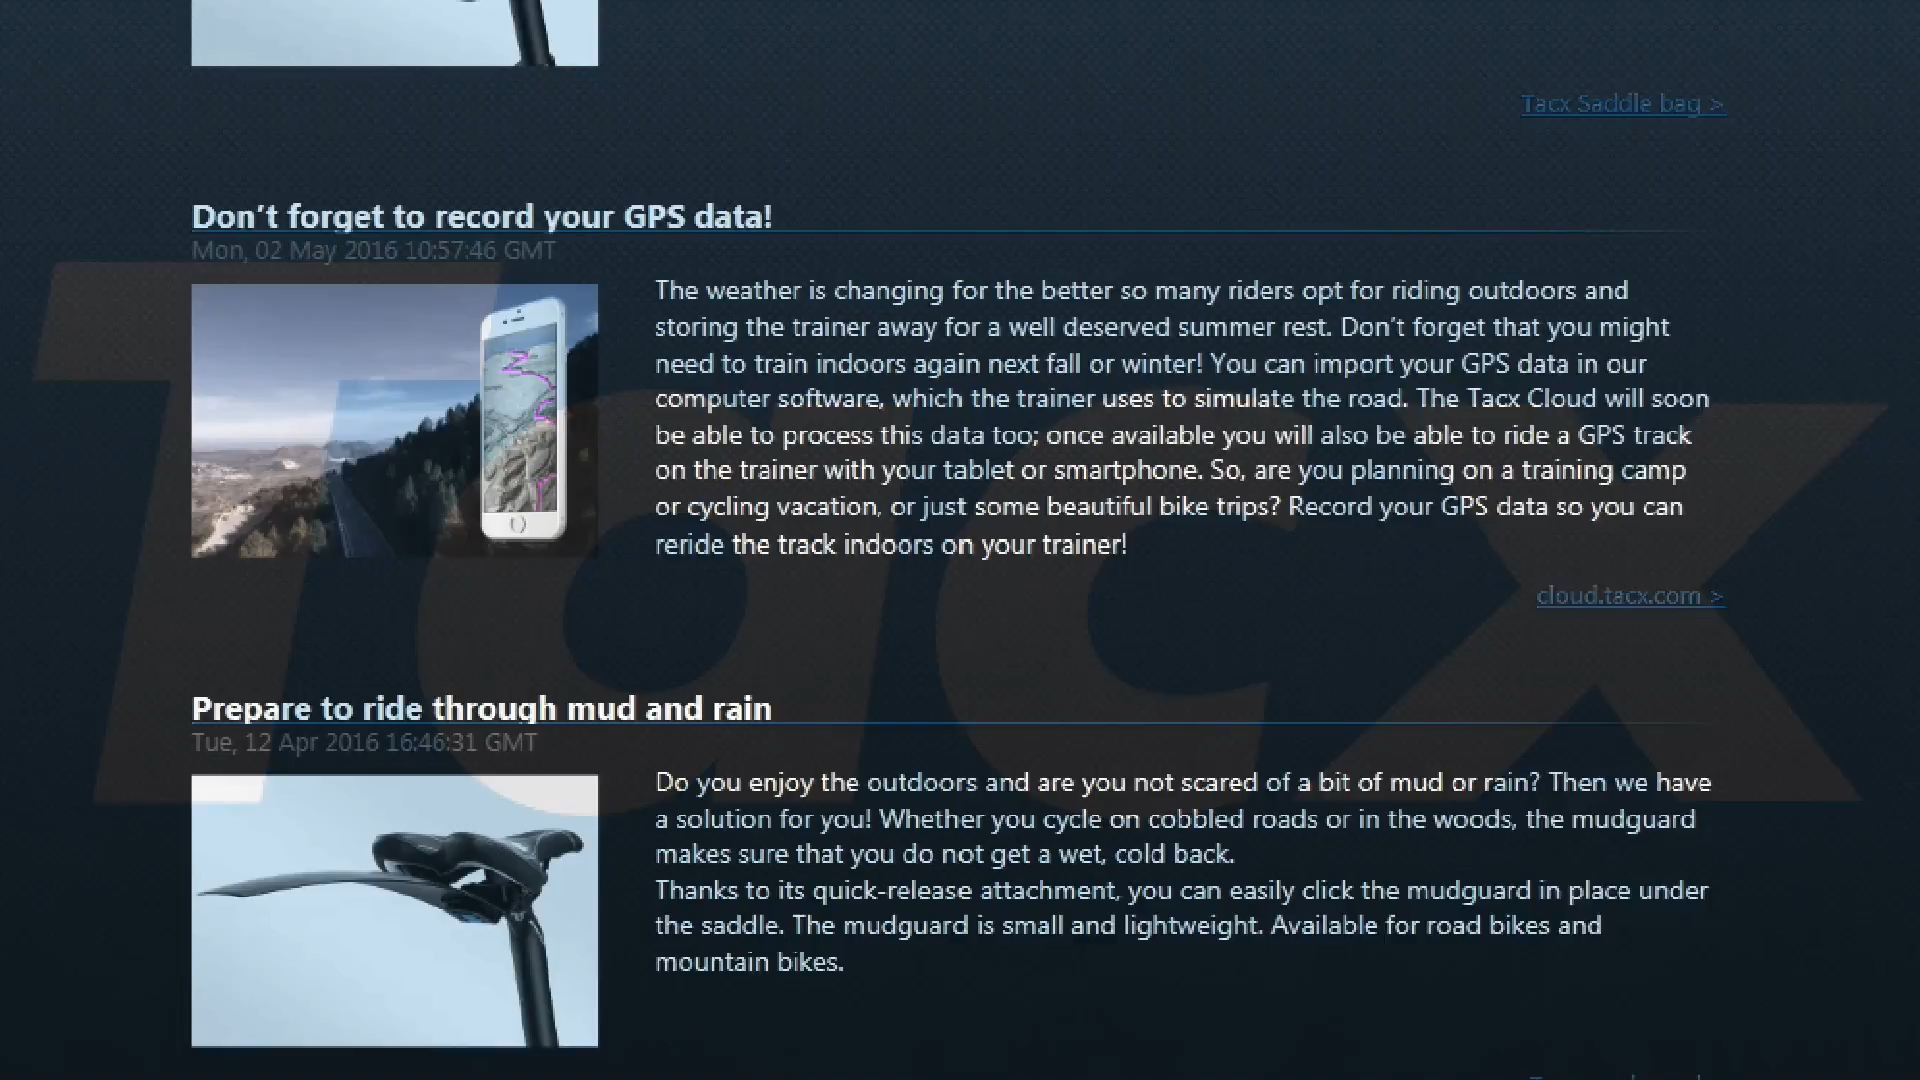 Tacx Saddle bag >
Don't forget to record your GPS data!
Mon, 02 May 2016 10:57:46 GMT
The weather is changing for the better so many riders opt for riding outdoors and
storing the trainer away for a well deserved summer rest. Don't forget that you might
need to train indoors again next fall or winter! You can import your GPS data in our
computer software, which the trainer uses to simulate the road. The Tacx Cloud will soon
be able to process this data too; once available you will also be able to ride a GPS track
on the trainer with your tablet or smartphone. So, are you planning on a training camp
or cycling vacation, or just some beautiful bike trips? Record your GPS data so you can
reride the track indoors on your trainer!
cloud.tacx.com >
Tacx
Prepare to ride through mud and rain
Tue, 12 Apr 2016 16:46:31 GMT
Do you enjoy the outdoors and are you not scared of a bit of mud or rain? Then we have
a solution for you! Whether you cycle on cobbled roads or in the woods, the mudguard
makes sure that you do not get a wet, cold back.
Thanks to its quick-release attachment, you can easily click the mudguard in place under
the saddle. The mudguard is small and lightweight. Available for road bikes and
mountain bikes.